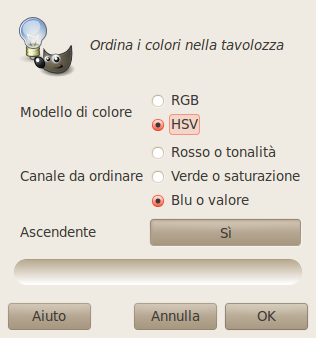 Ordina i colori nella tavolozza
RGB
Modello di colore
HSV
Rosso o tonalità
Canale da ordinare
Verde o saturazione
Blu o valore
Ascendente
Sì
Aiuto
Annulla
OK